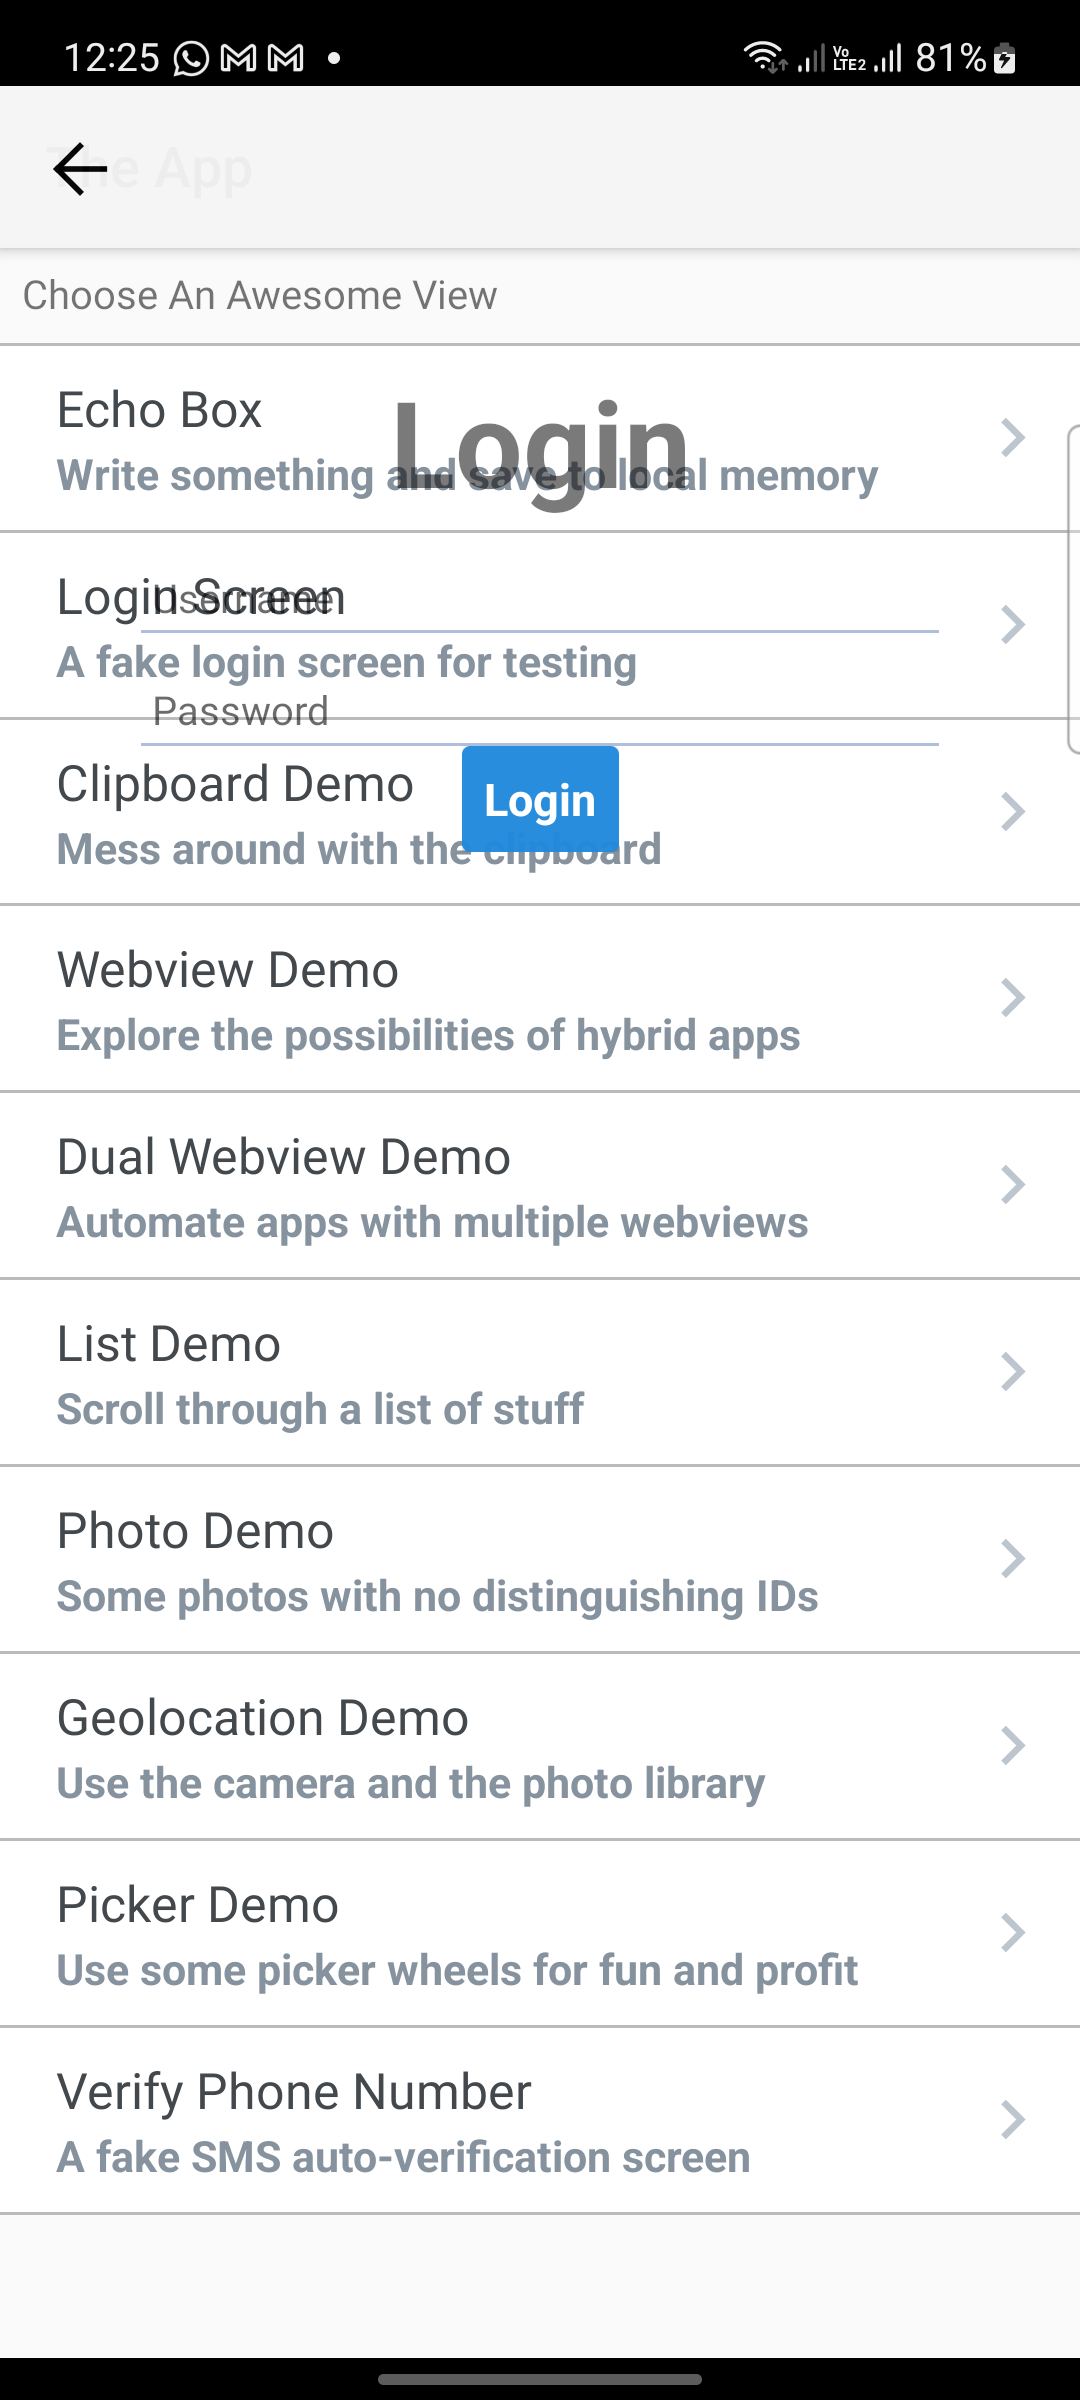 12:25
Vo LTE2 81%
The App
Choose An Awesome View
Echo Box
Login
Write something and save to local memory
Login Screen
Username
A fake login screen for testing
Password
Clipboard Demo
Login
Mess around with the clipboard
Webview Demo
Explore the possibilities of hybrid apps
Dual Webview Demo
Automate apps with multiple webviews
List Demo
Scroll through a list of stuff
Photo Demo
Some photos with no distinguishing IDs
Geolocation Demo
Use the camera and the photo library
Picker Demo
Use some picker wheels for fun and profit
Verify Phone Number
A fake SMS auto-verification screen